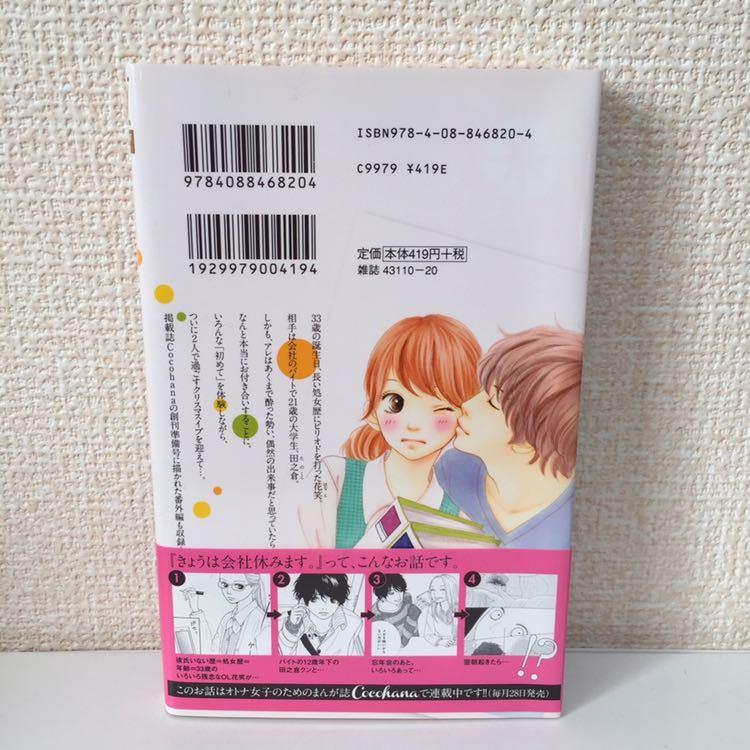 ISBN978-4-08-846820-4
C9979 ¥419E
9784088468204
1929979004194
定価 本体419円+税
雑誌 43110-20
33歳の誕生日、長い処女歴にピリオドを打った花笑。
はなえ
相手は会社のバイトで21歳の大学生、田之倉。
たのくら
しかも、アレはあくまで酔った勢い、偶然の出来事だと思っていたら
なんと本当にお付き合いすることに。
いろんな「初めて」を体験しながら、
ついに2人で過ごすクリスマスイブを迎えて…。
掲載誌Cocohanaの創刊準備号に描かれた番外編も収録
『きょうは会社休みます。』って、こんなお話です。
1
2
3
4
!?
彼氏いない歴=処女歴=
年齢=33歳の
いろいろ残念なOL花笑が…
バイトの12歳年下の
田之倉クンと…
忘年会のあと、
いろいろあって…
翌朝起きたら…
このお話はオトナ女子のためのまんが誌Cocohanaで連載中です!!(毎月28日発売)